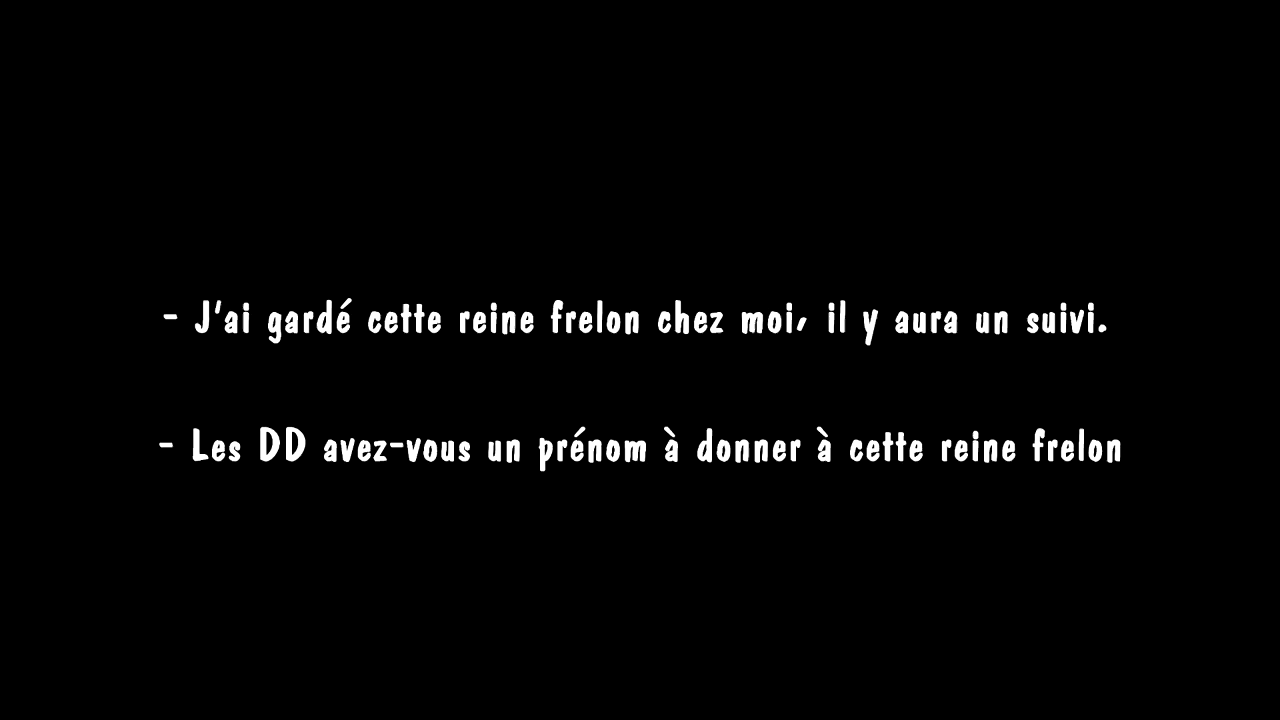 - J'ai gardé cette reine frelon chez moi, il y aura un suivi.
- Les DD avez-vous un prénom à donner à cette reine frelon